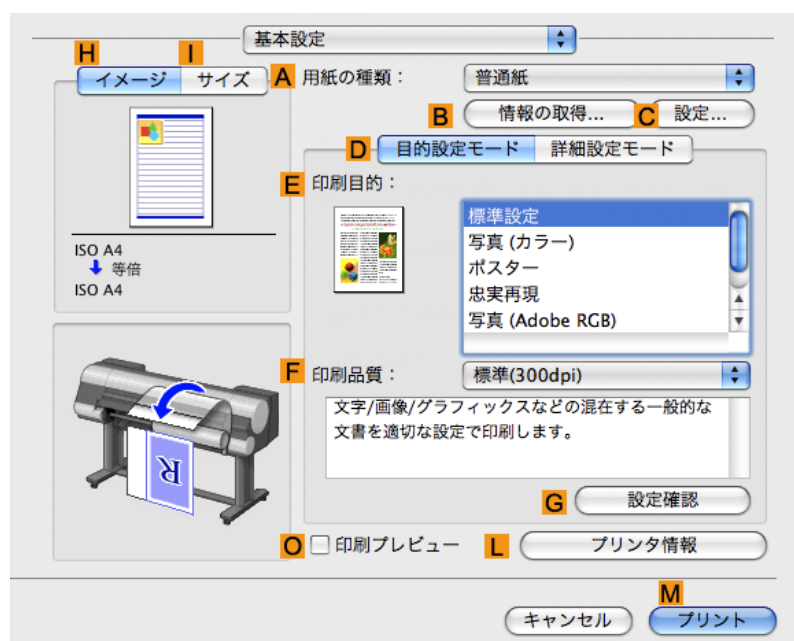 基本設定
H I
イメージ サイズ
A 用紙の種類： 普通紙
B 情報の取得... C 設定...
D 目的設定モード 詳細設定モード
E 印刷目的：
標準設定
写真 (カラー)
ポスター
忠実再現
写真 (Adobe RGB)
ISO A4
等倍
ISO A4
F 印刷品質： 標準(300dpi)
文字/画像/グラフィックスなどの混在する一般的な
文書を適切な設定で印刷します。
R
G 設定確認
O 印刷プレビュー L プリンタ情報
M
キャンセル プリント